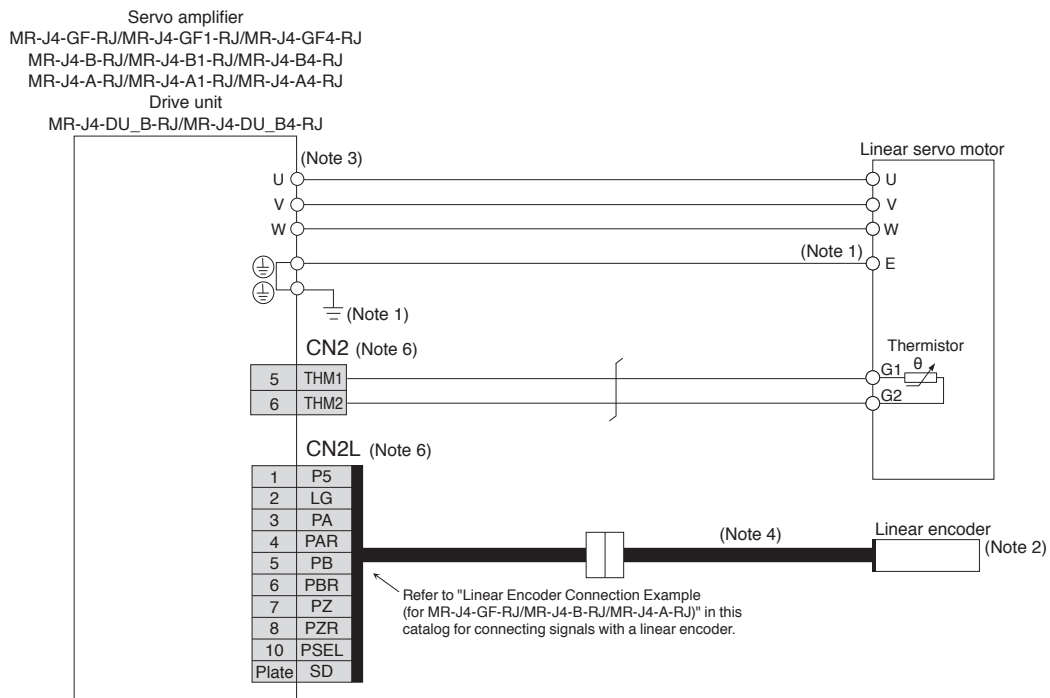 Servo amplifier
MR-J4-GF-RJ/MR-J4-GF1-RJ/MR-J4-GF4-RJ
MR-J4-B-RJ/MR-J4-B1-RJ/MR-J4-B4-RJ
MR-J4-A-RJ/MR-J4-A1-RJ/MR-J4-A4-RJ
Drive unit
MR-J4-DU_B-RJ/MR-J4-DU_B4-RJ
Linear servo motor
(Note 3)
U U
V V
W W
(Note 1)
E
(Note 1)
CN2 (Note 6)
Thermistor
θ
5 THM1 G1
6 THM2 G2
CN2L (Note 6)
1 P5
2 LG
3 PA
4 PAR
5 PB
6 PBR
7 PZ
8 PZR
10 PSEL
Plate SD
(Note 4)
Linear encoder
(Note 2)
Refer to "Linear Encoder Connection Example
(for MR-J4-GF-RJ/MR-J4-B-RJ/MR-J4-A-RJ)" in this
catalog for connecting signals with a linear encoder.